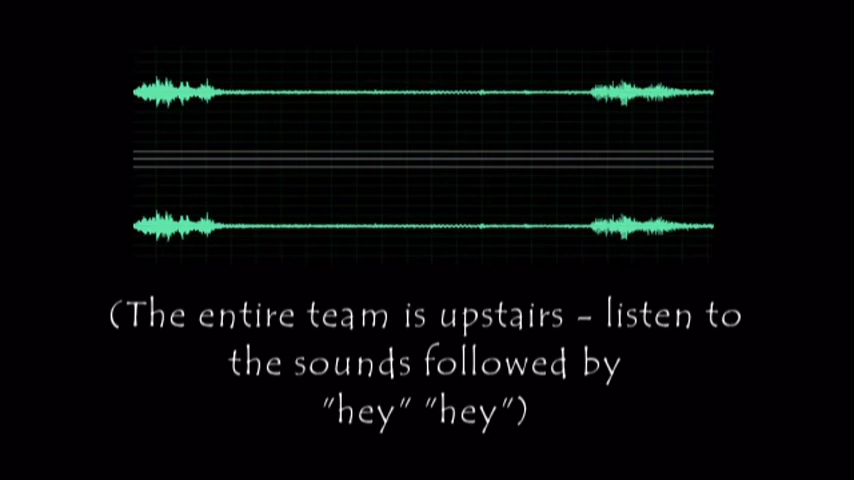 (The entire team is upstairs - listen to
the sounds followed by
"hey" "hey")